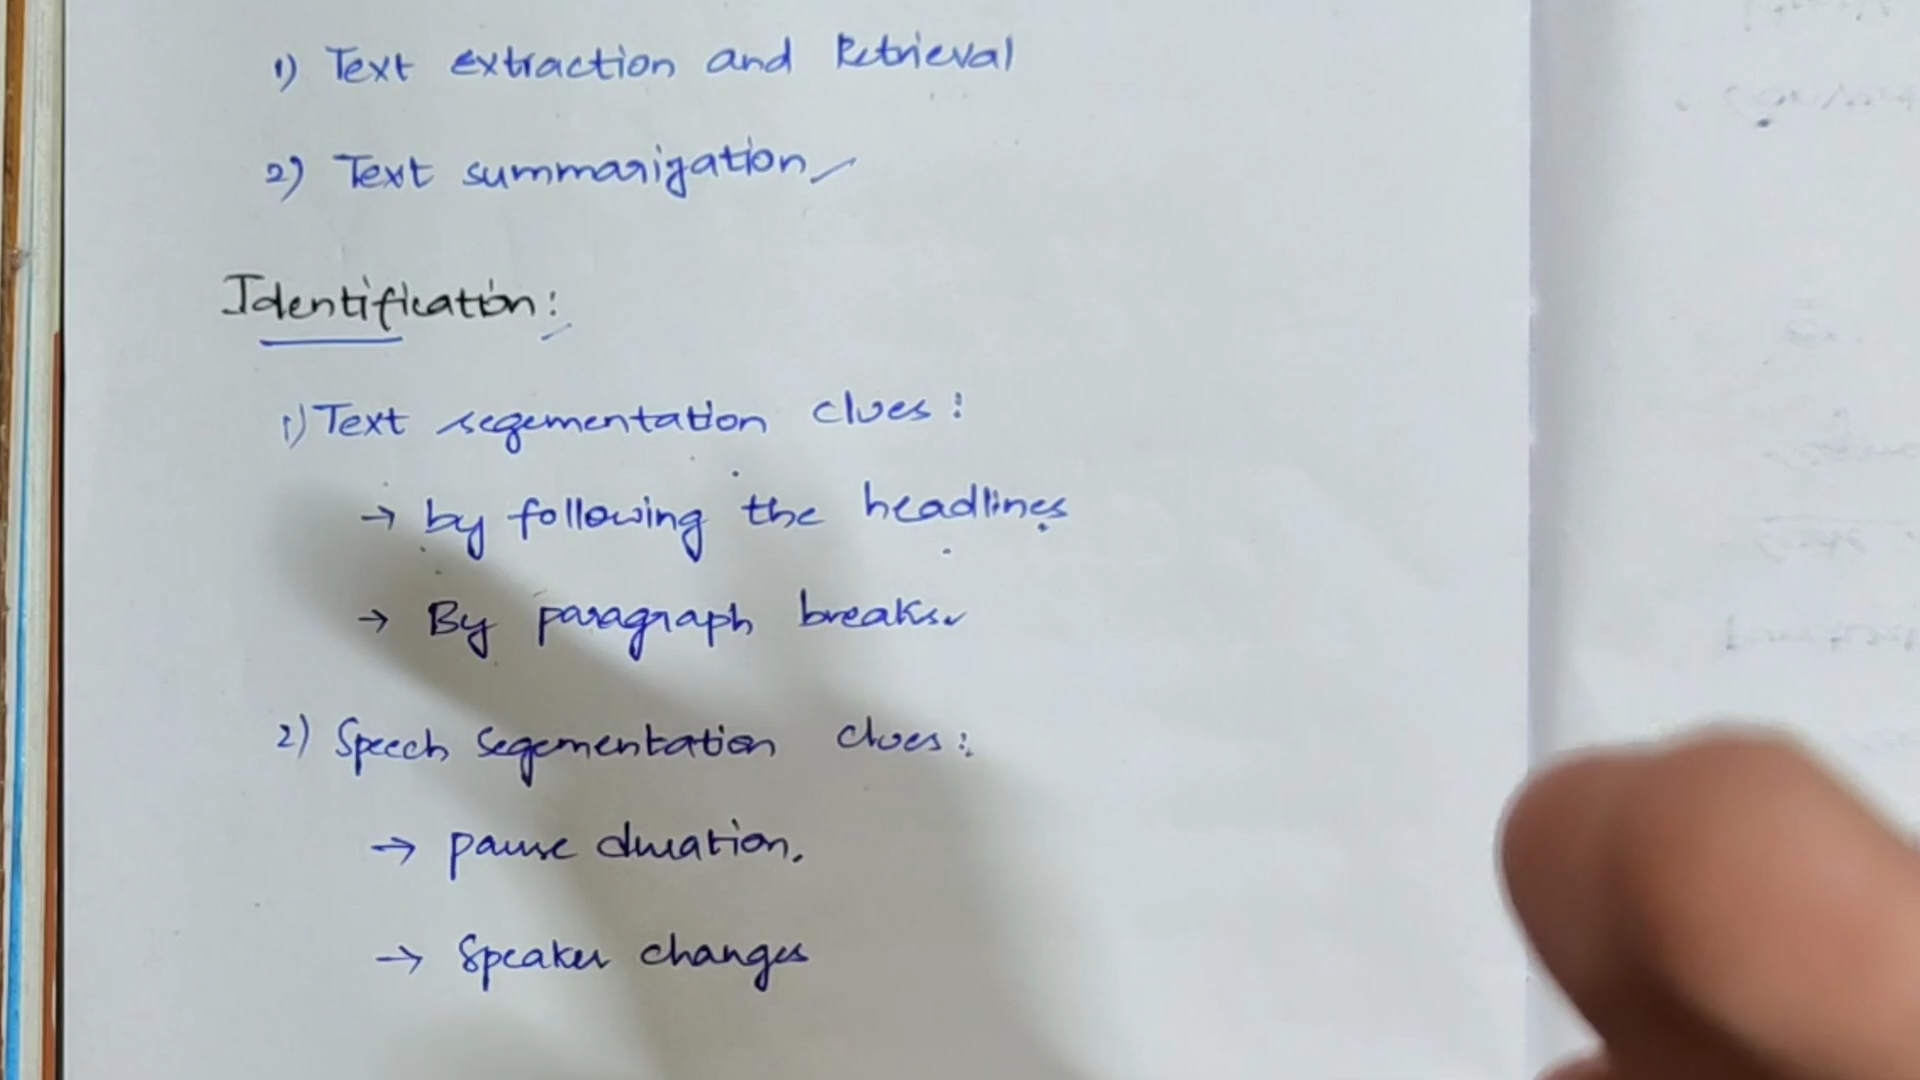 1) Text extraction and Retrieval
2) Text summarization
Identification:
1) Text segementation clues:
→ by following the headlines
→ By paragraph breaks
2) Speech Segementation clues:
→ pause duration.
→ Speaker changes